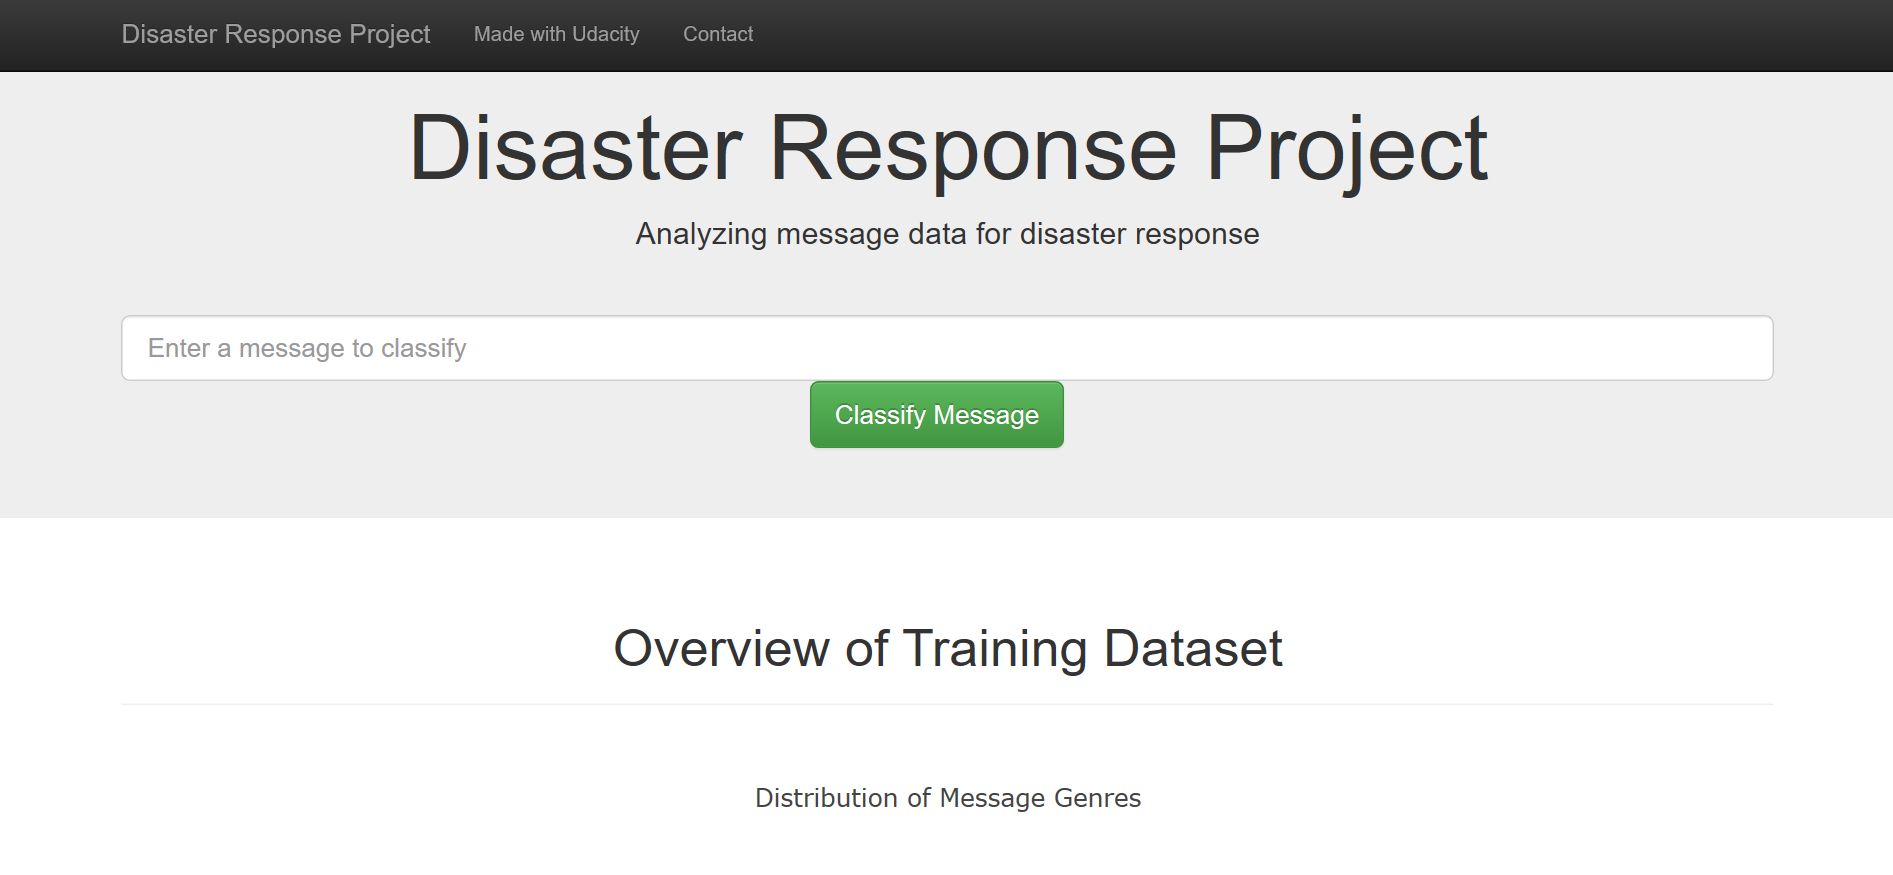 Disaster Response Project Made with Udacity Contact
Disaster Response Project
Analyzing message data for disaster response
Enter a message to classify
Classify Message
Overview of Training Dataset
Distribution of Message Genres